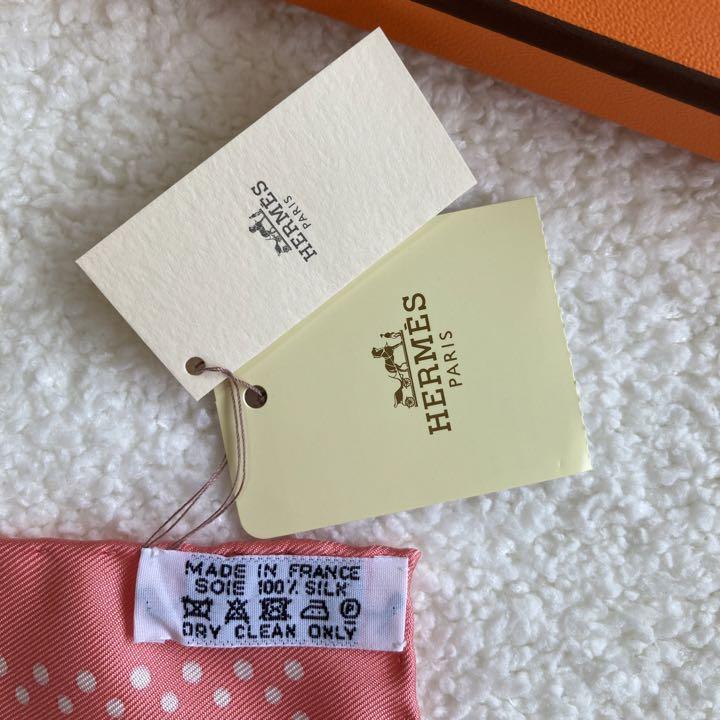 HERMÈS
PARIS
HERMÈS
PARIS
MADE IN FRANCE
SOIE 100% SILK
P
DRY CLEAN ONLY